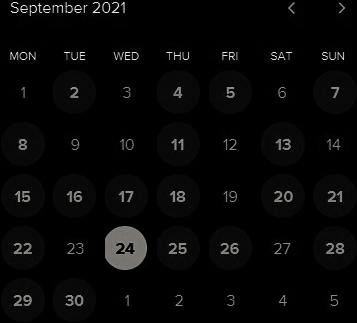 September 2021
MON TUE WED THU FRI SAT SUN
1 2 3 4 5 6 7
8 9 10 11 12 13 14
15 16 17 18 19 20 21
22 23 24 25 26 27 28
29 30 1 2 3 4 5